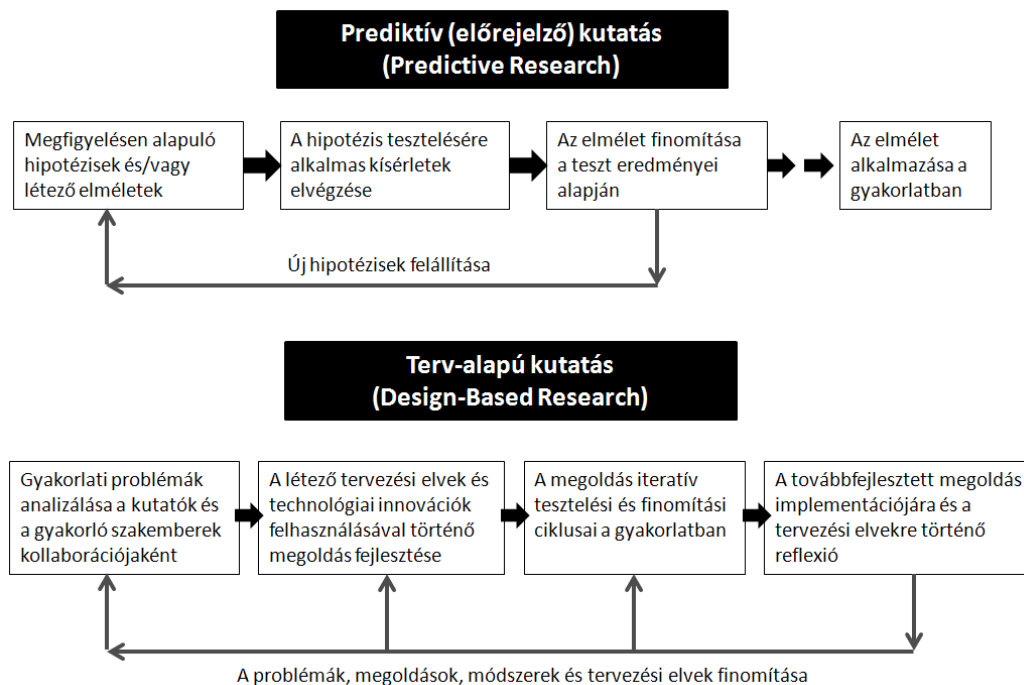 Prediktív (előrejelző) kutatás
(Predictive Research)
Megfigyelésen alapuló
hipotézisek és/vagy
létező elméletek
A hipotézis tesztelésére
alkalmas kísérletek
elvégzése
Az elmélet finomítása
a teszt eredményei
alapján
Az elmélet
alkalmazása a
gyakorlatban
Új hipotézisek felállítása
Terv-alapú kutatás
(Design-Based Research)
Gyakorlati problémák
analizálása a kutatók és
a gyakorló szakemberek
kollaborációjaként
A létező tervezési elvek és
technológiai innovációk
felhasználásával történő
megoldás fejlesztése
A megoldás iteratív
tesztelési és finomítási
ciklusai a gyakorlatban
A továbbfejlesztett megoldás
implementációjára és a
tervezési elvekre történő
reflexió
A problémák, megoldások, módszerek és tervezési elvek finomítása